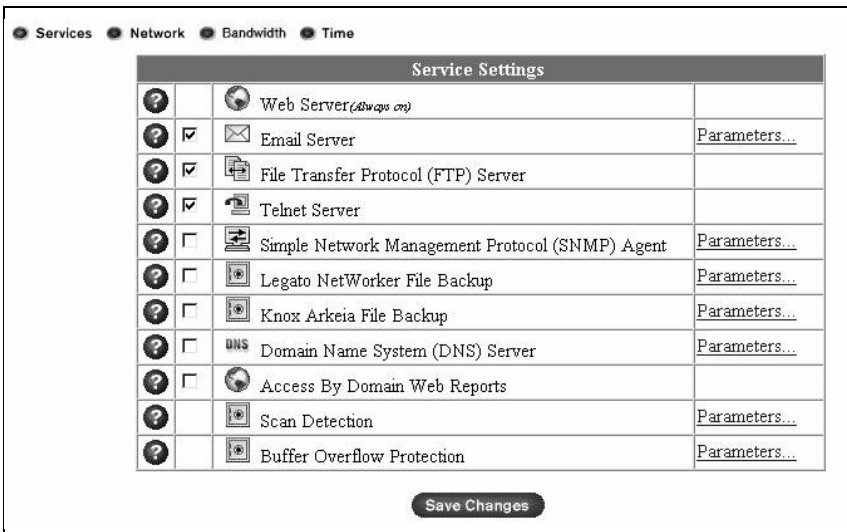 Services Network Bandwidth Time
Service Settings
? Web Server(Always on)
? Email Server Parameters...
? File Transfer Protocol (FTP) Server
? Telnet Server
? Simple Network Management Protocol (SNMP) Agent Parameters...
? Legato NetWorker File Backup Parameters...
? Knox Arkeia File Backup Parameters...
? DNS Domain Name System (DNS) Server Parameters...
? Access By Domain Web Reports
? Scan Detection Parameters...
? Buffer Overflow Protection Parameters...
Save Changes